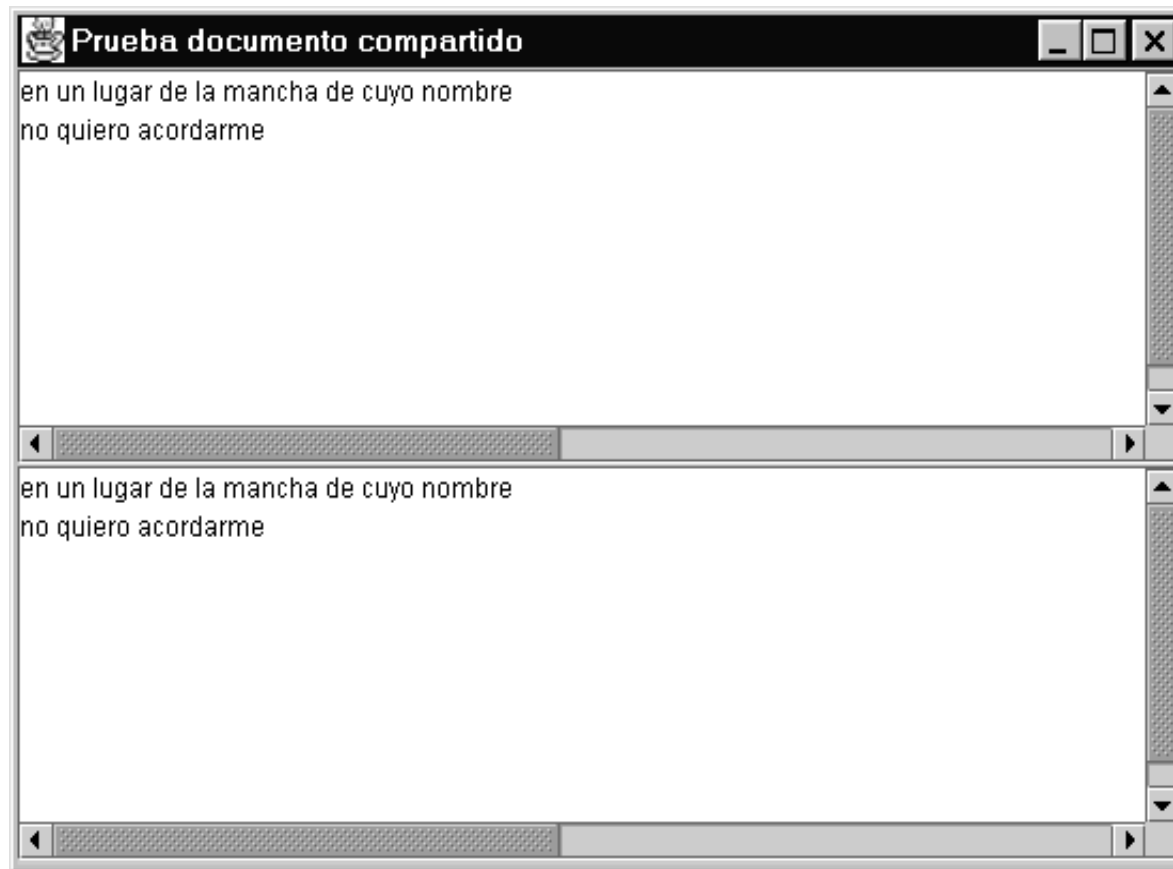 Prueba documento compartido
en un lugar de la mancha de cuyo nombre
no quiero acordarme
en un lugar de la mancha de cuyo nombre
no quiero acordarme